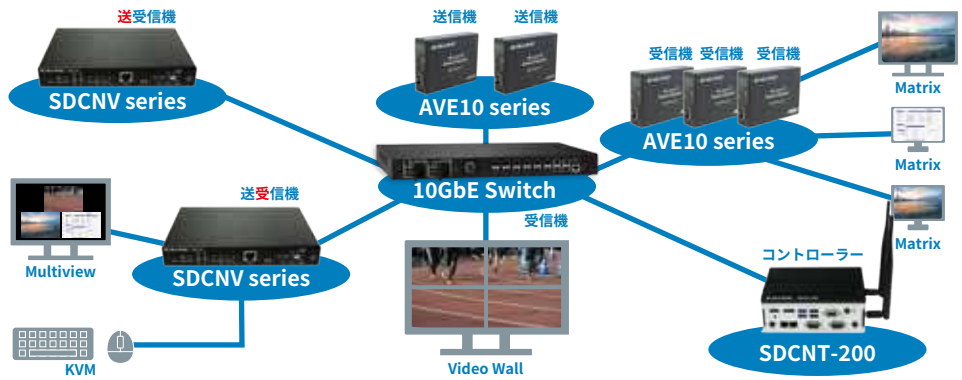 送受信機
SDCNV series
送信機
送信機
AVE10 series
受信機
受信機
受信機
AVE10 series
Matrix
Matrix
Matrix
10GbE Switch
送受信機
SDCNV series
Multiview
KVM
受信機
Video Wall
コントローラー
SDCNT-200